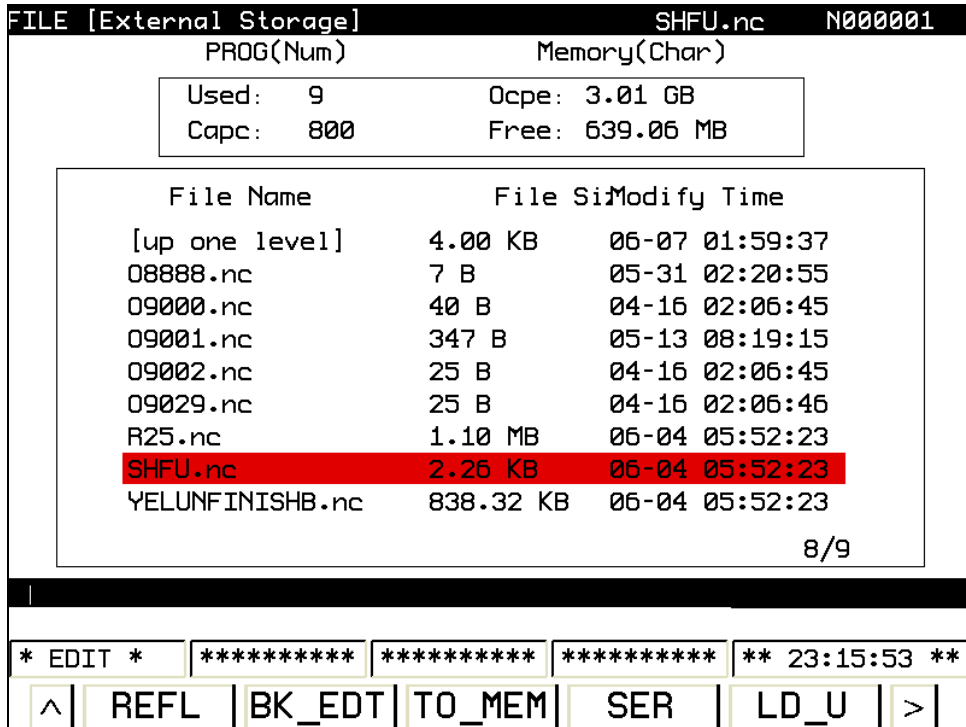 FILE [External Storage] SHFU.nc N000001
PROG(Num) Memory(Char)
Used: 9 Ocpe: 3.01 GB
Capc: 800 Free: 639.06 MB
File Name File Si Modify Time
[up one level] 4.00 KB 06-07 01:59:37
O8888.nc 7 B 05-31 02:20:55
O9000.nc 40 B 04-16 02:06:45
O9001.nc 347 B 05-13 08:19:15
O9002.nc 25 B 04-16 02:06:45
O9029.nc 25 B 04-16 02:06:46
R25.nc 1.10 MB 06-04 05:52:23
SHFU.nc 2.26 KB 06-04 05:52:23
YELUNFINISHB.nc 838.32 KB 06-04 05:52:23
8/9
* EDIT * ********** ********** ********** ** 23:15:53 **
^ REFL BK_EDT TO_MEM SER LD_U >